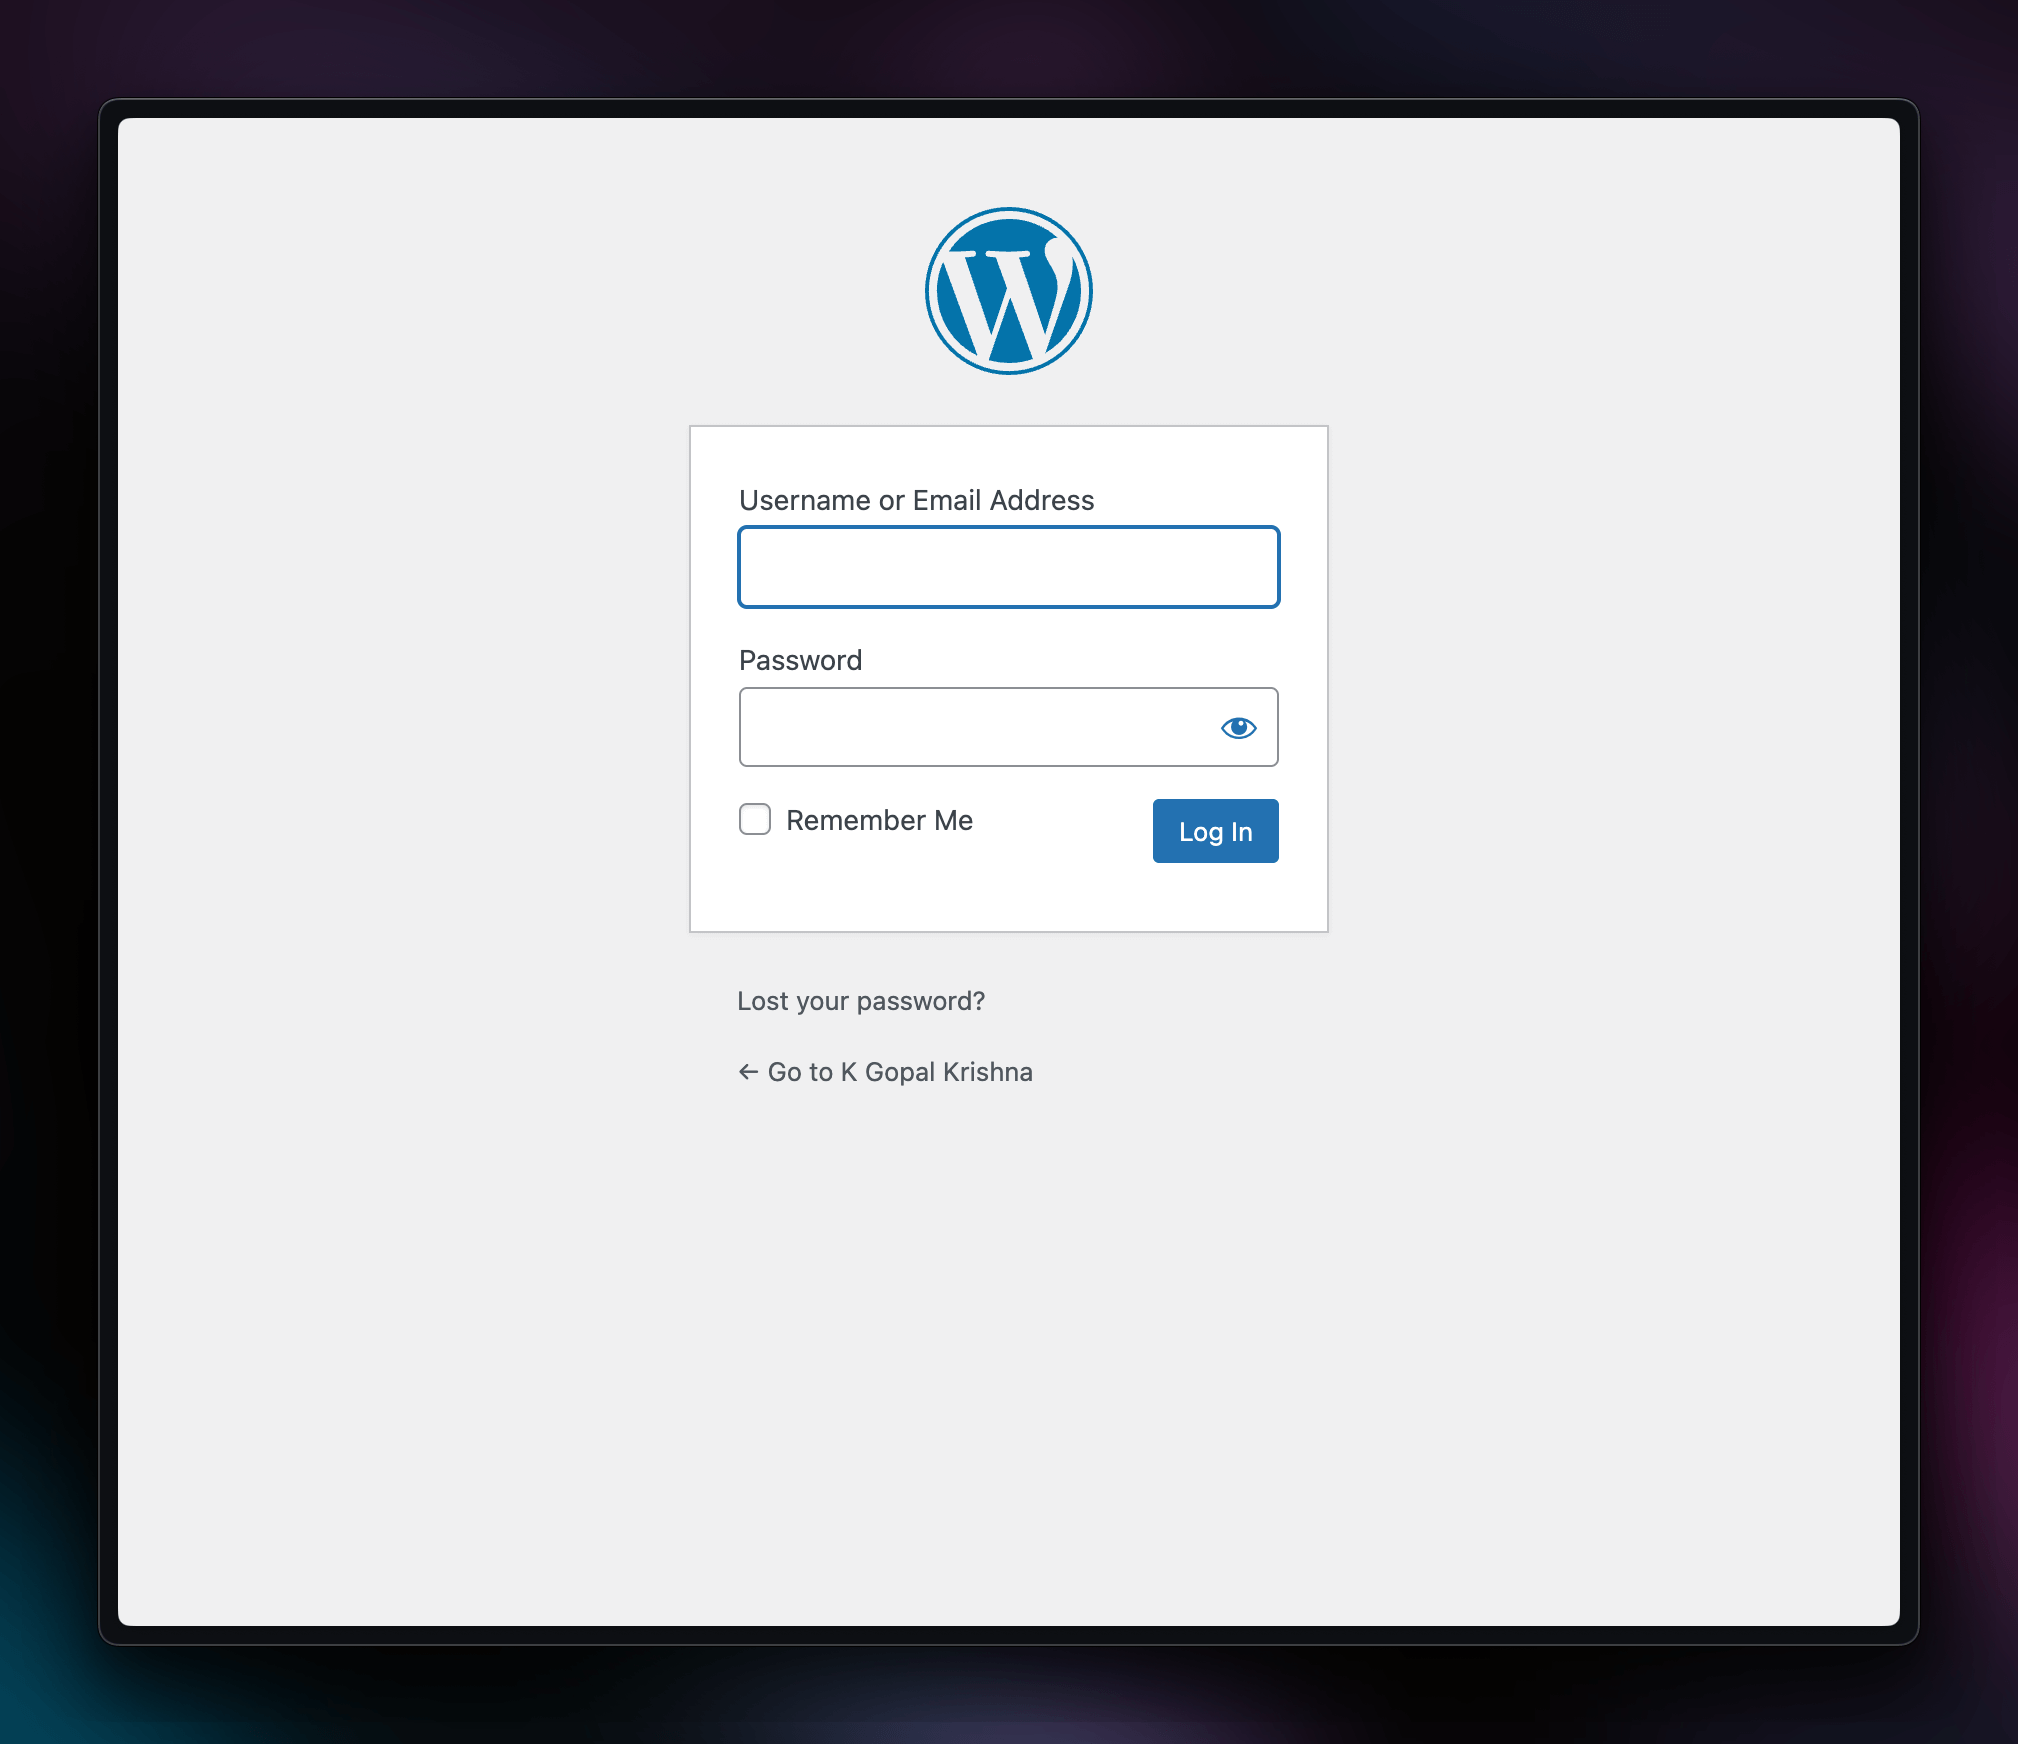 Username or Email Address
Password
Remember Me
Log In
Lost your password?
← Go to K Gopal Krishna